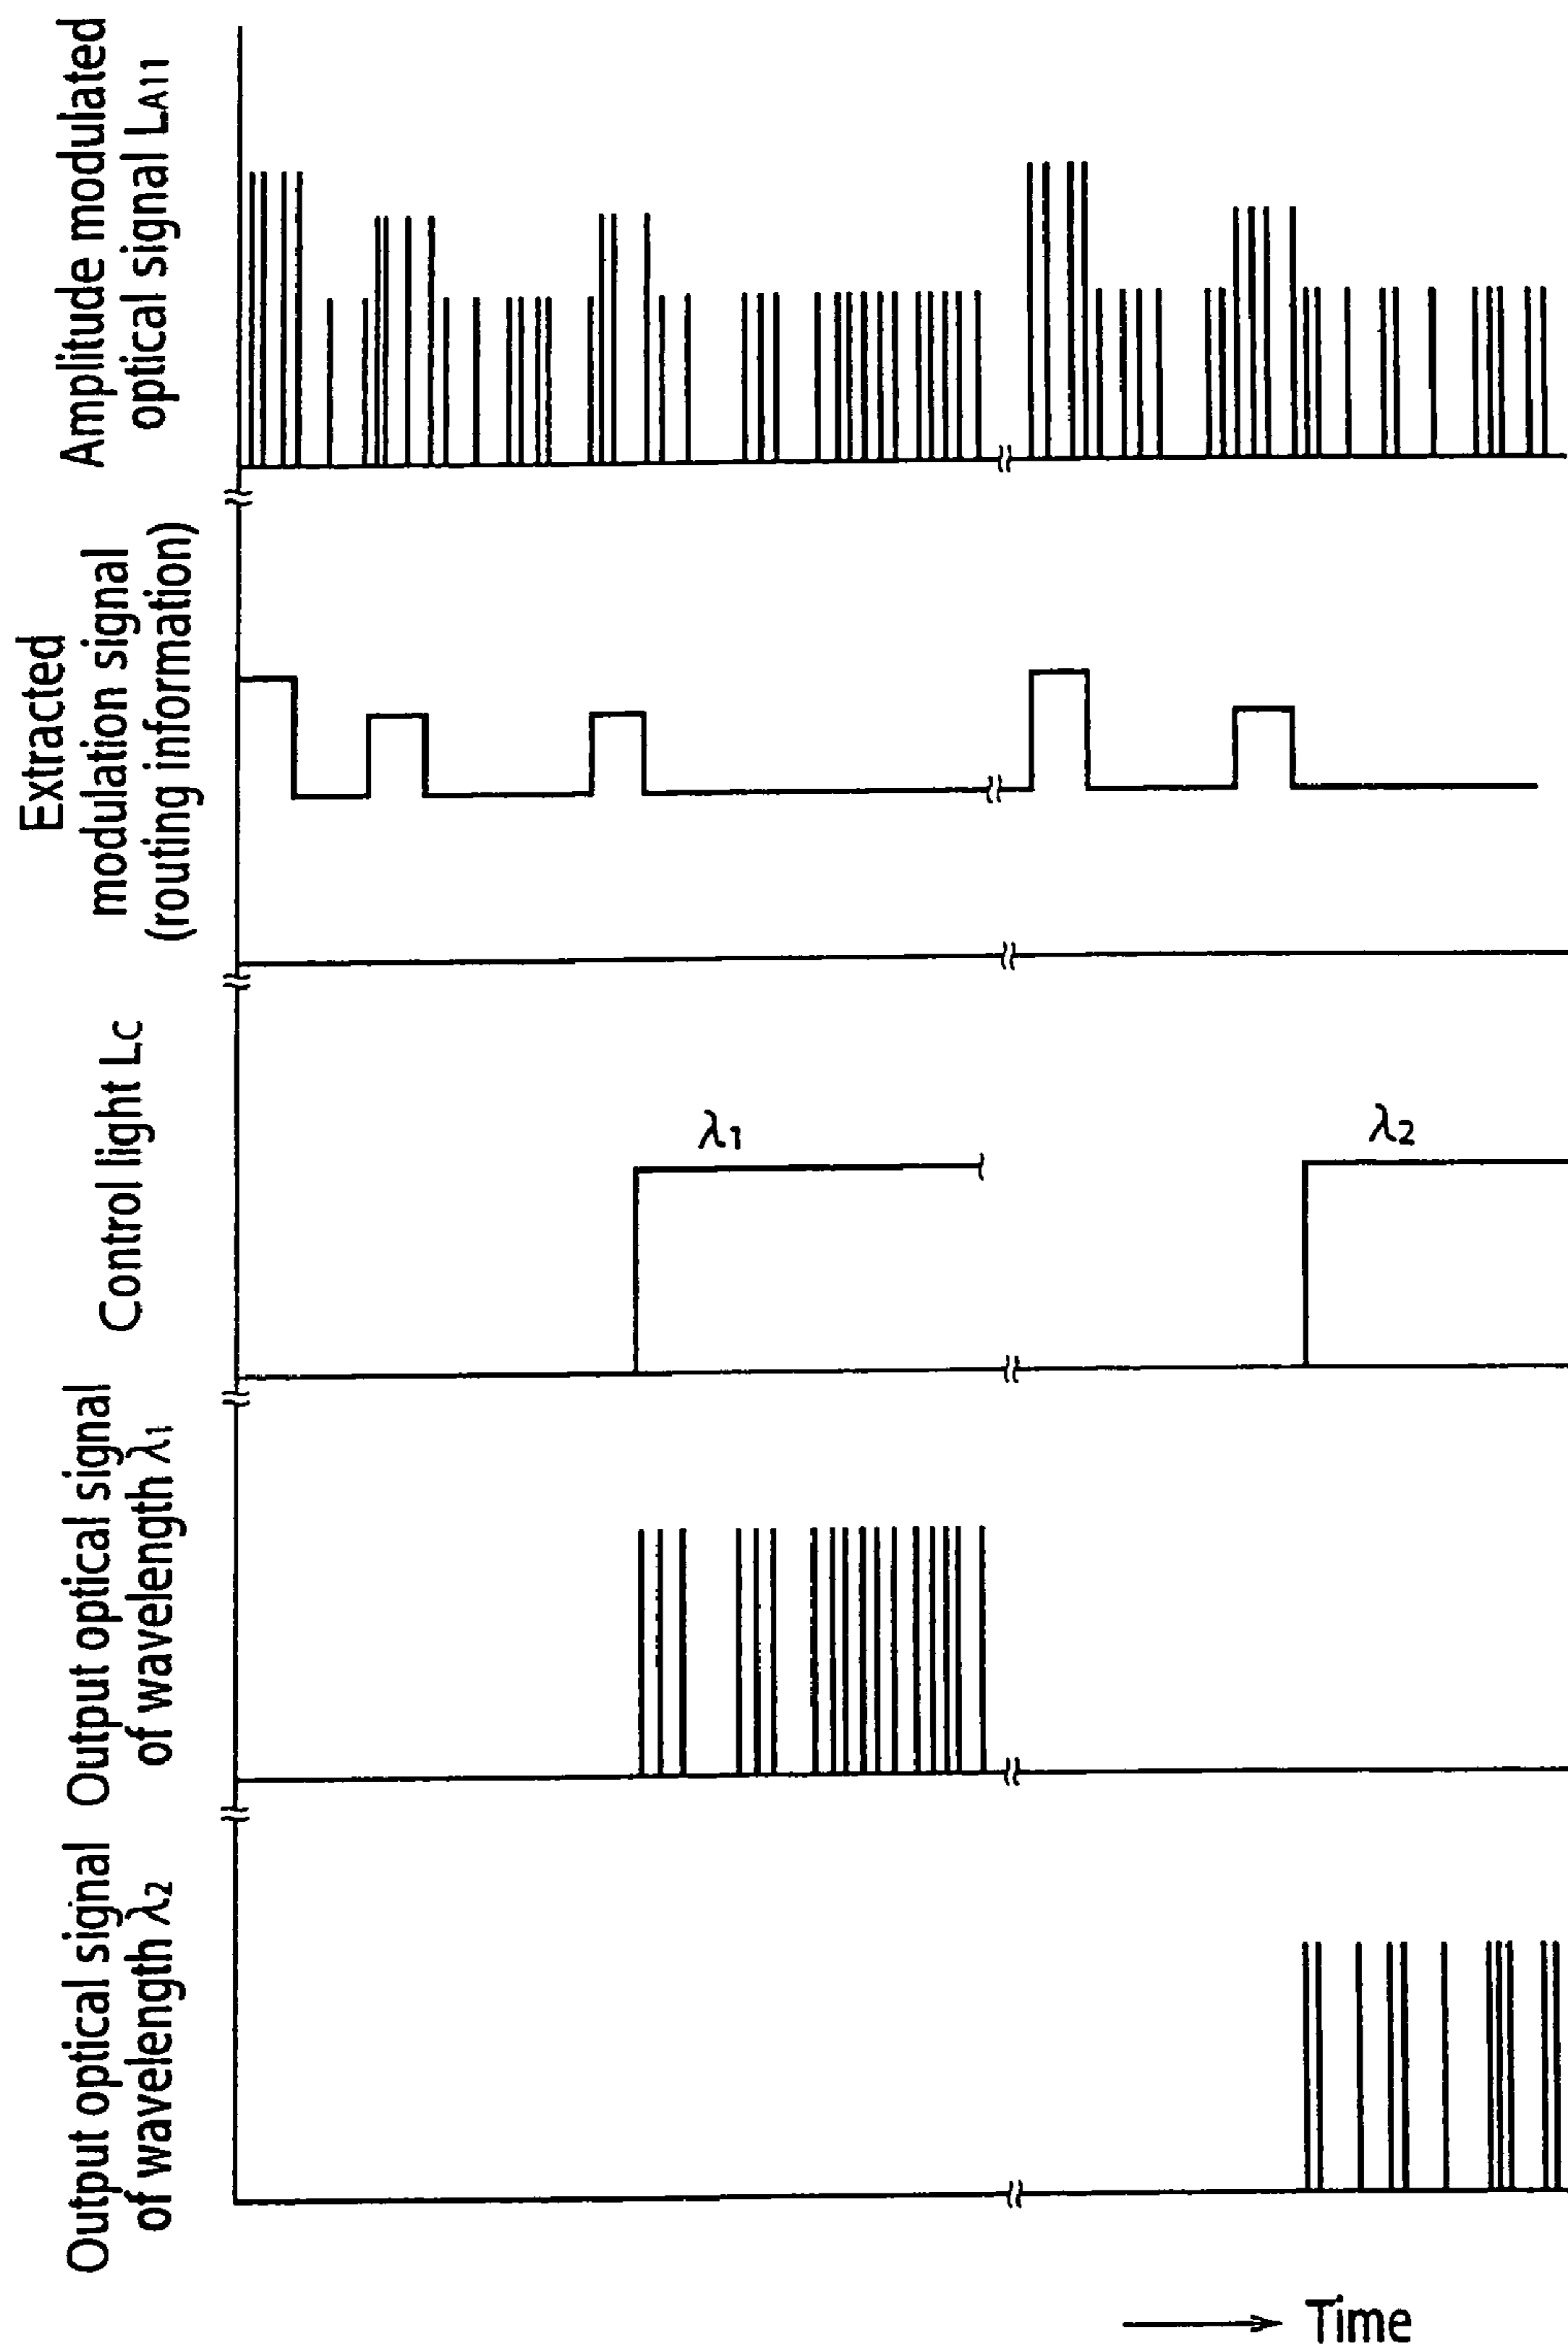 Amplitude modulated
optical signal LA11
Extracted
modulation signal
(routing information)
Control light LC
λ1
λ2
Output optical signal
of wavelength λ1
Output optical signal
of wavelength λ2
Time